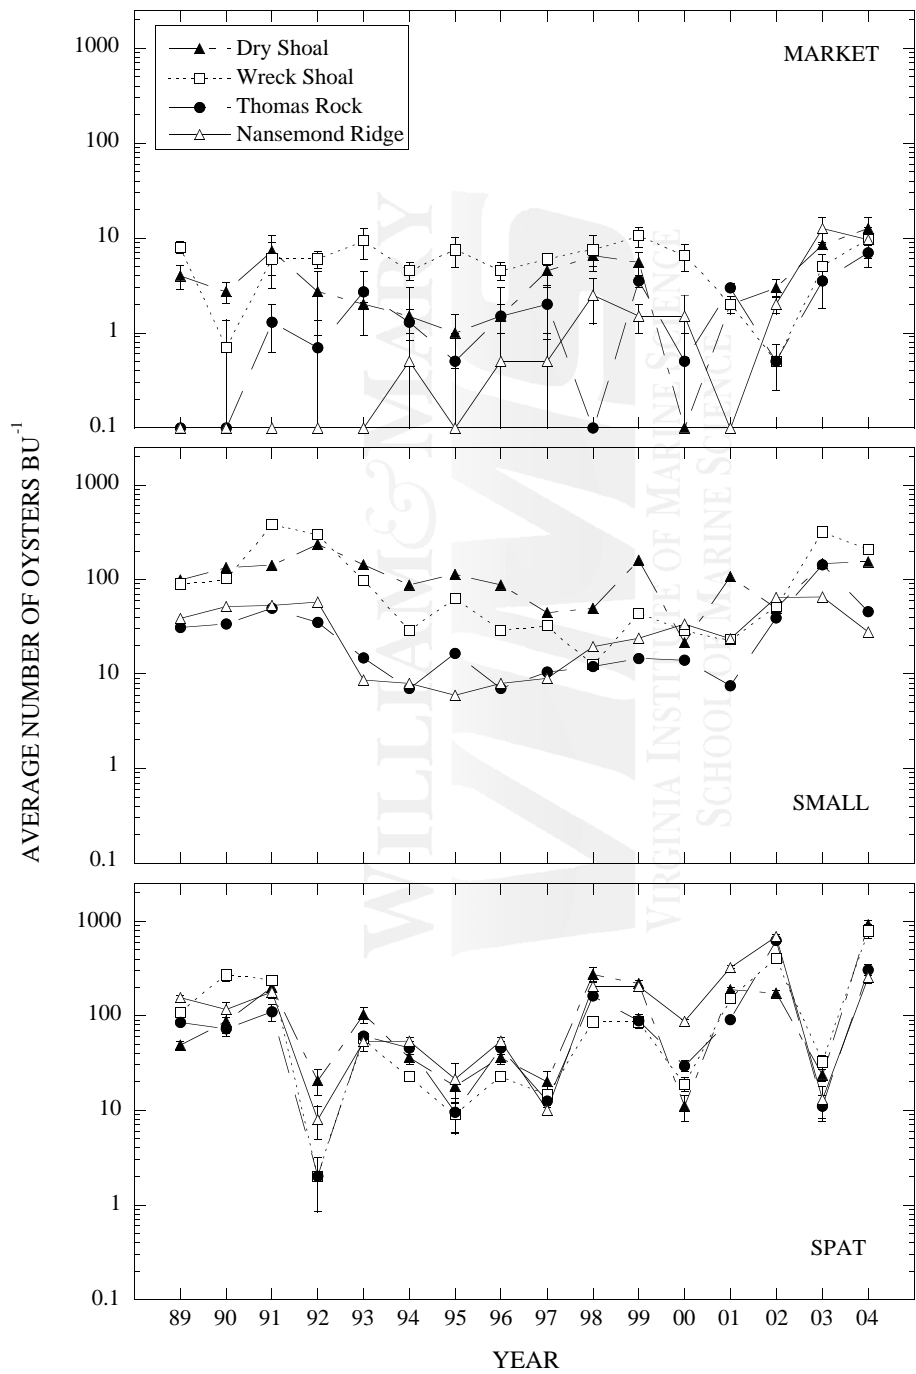 1000
Dry Shoal
Wreck Shoal
Thomas Rock
Nansemond Ridge
MARKET
100
10
1
0.1
1000
100
10
1
0.1
SMALL
1000
100
10
1
0.1
SPAT
89 90 91 92 93 94 95 96 97 98 99 00 01 02 03 04
YEAR
AVERAGE NUMBER OF OYSTERS BU-1
WILLIAM & MARY
VIMS
VIRGINIA INSTITUTE OF MARINE SCIENCE
SCHOOL OF MARINE SCIENCE